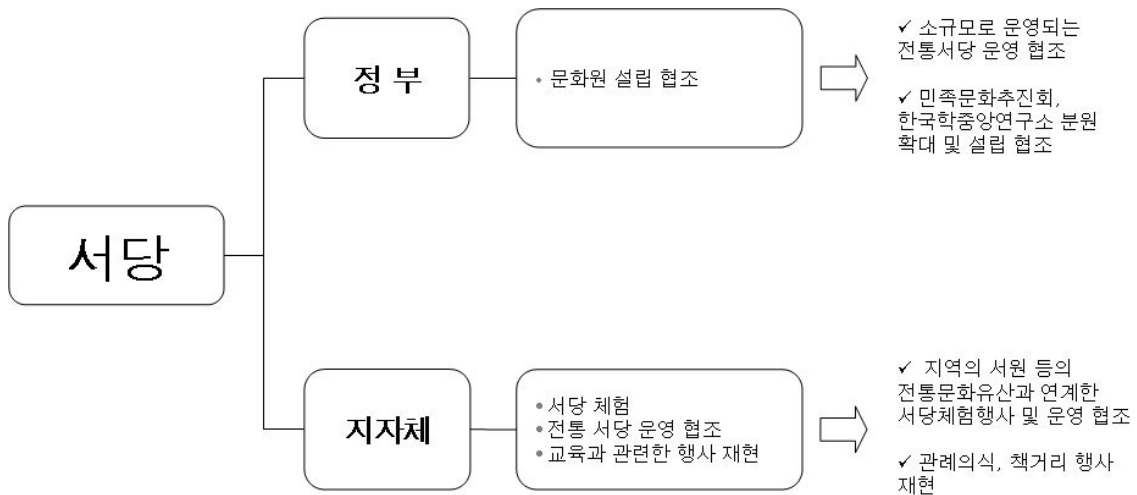 서당
정 부
• 문화원 설립 협조
✓ 소규모로 운영되는
전통서당 운영 협조
✓ 민족문화추진회,
한국학중앙연구소 분원
확대 및 설립 협조
지자체
• 서당 체험
• 전통 서당 운영 협조
• 교육과 관련한 행사 재현
✓ 지역의 서원 등의
전통문화유산과 연계한
서당체험행사 및 운영 협조
✓ 관례의식, 책거리 행사
재현